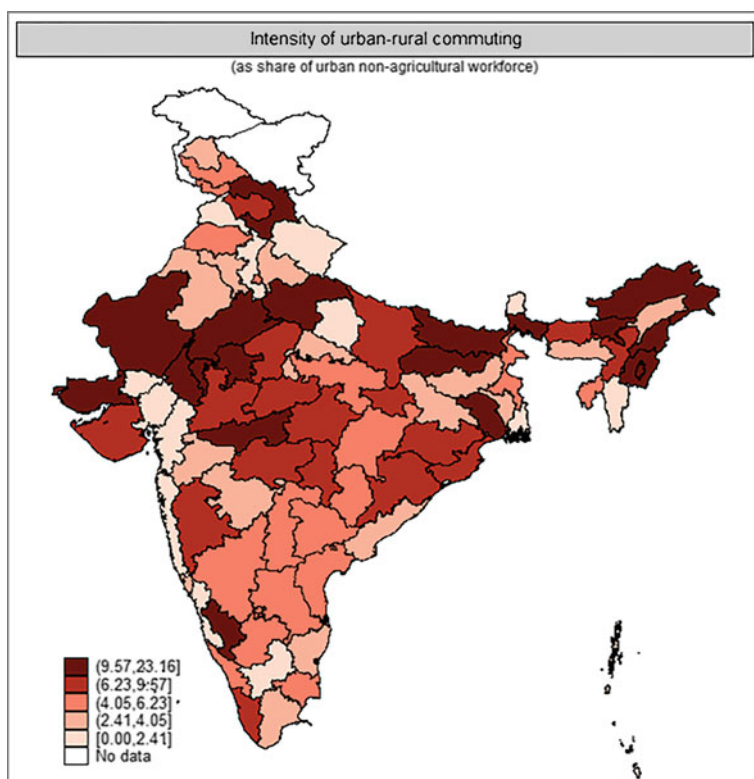 Intensity of urban-rural commuting
(as share of urban non-agricultural workforce)
(9.57,23.16]
(6.23,9.57]
(4.05,6.23]
(2.41,4.05]
[0.00,2.41]
No data